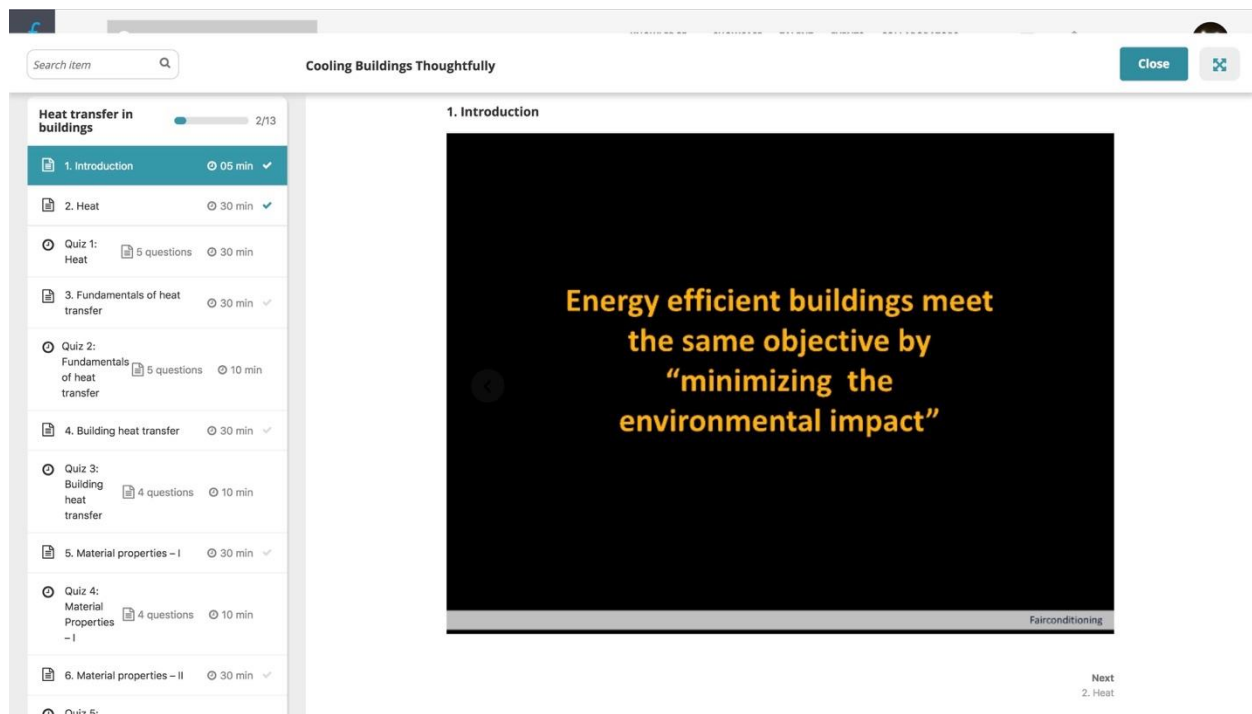 Search item
Cooling Buildings Thoughtfully
Close
Heat transfer in
buildings
2/13
1. Introduction
05 min
2. Heat
30 min
Quiz 1:
Heat
5 questions
30 min
3. Fundamentals of heat
transfer
30 min
Quiz 2:
Fundamentals
of heat
transfer
5 questions
10 min
4. Building heat transfer
30 min
Quiz 3:
Building
heat
transfer
4 questions
10 min
5. Material properties – I
30 min
Quiz 4:
Material
Properties
– I
4 questions
10 min
6. Material properties – II
30 min
Quiz 5:
1. Introduction
Energy efficient buildings meet
the same objective by
“minimizing the
environmental impact”
Fairconditioning
Next
2. Heat